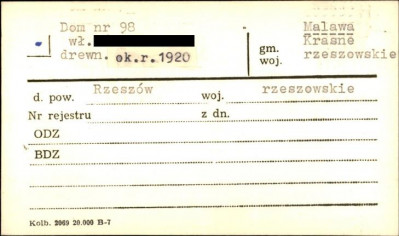 Dom nr 98 Malawa
wł. gm. Krasne
drewn. ok.r.1920 woj. rzeszowskie
d. pow. Rzeszów woj. rzeszowskie
Nr rejestru z dn.
ODZ
BDZ
Kolb. 2069 20.000 B-7